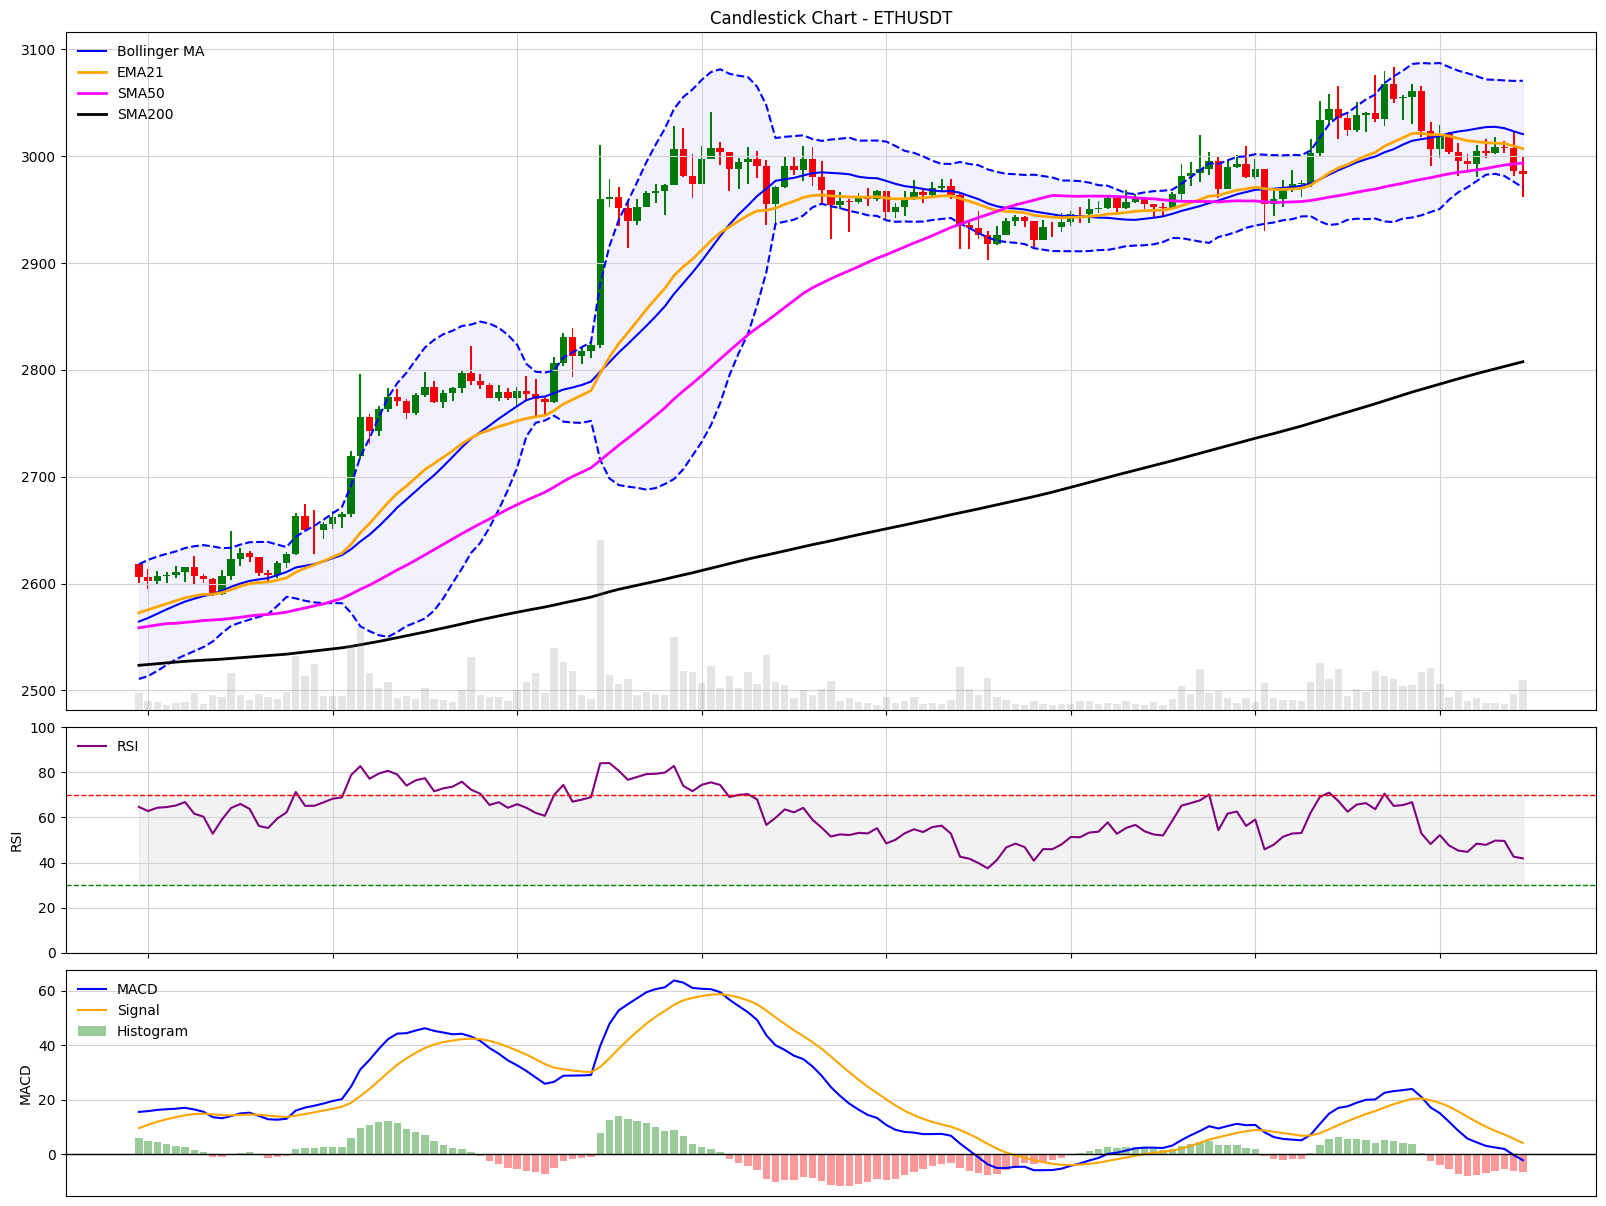 Candlestick Chart - ETHUSDT
Bollinger MA
EMA21
SMA50
SMA200
3100
3000
2900
2800
2700
2600
2500
RSI
100
80
60
40
20
0
RSI
MACD
Signal
Histogram
60
40
20
0
MACD